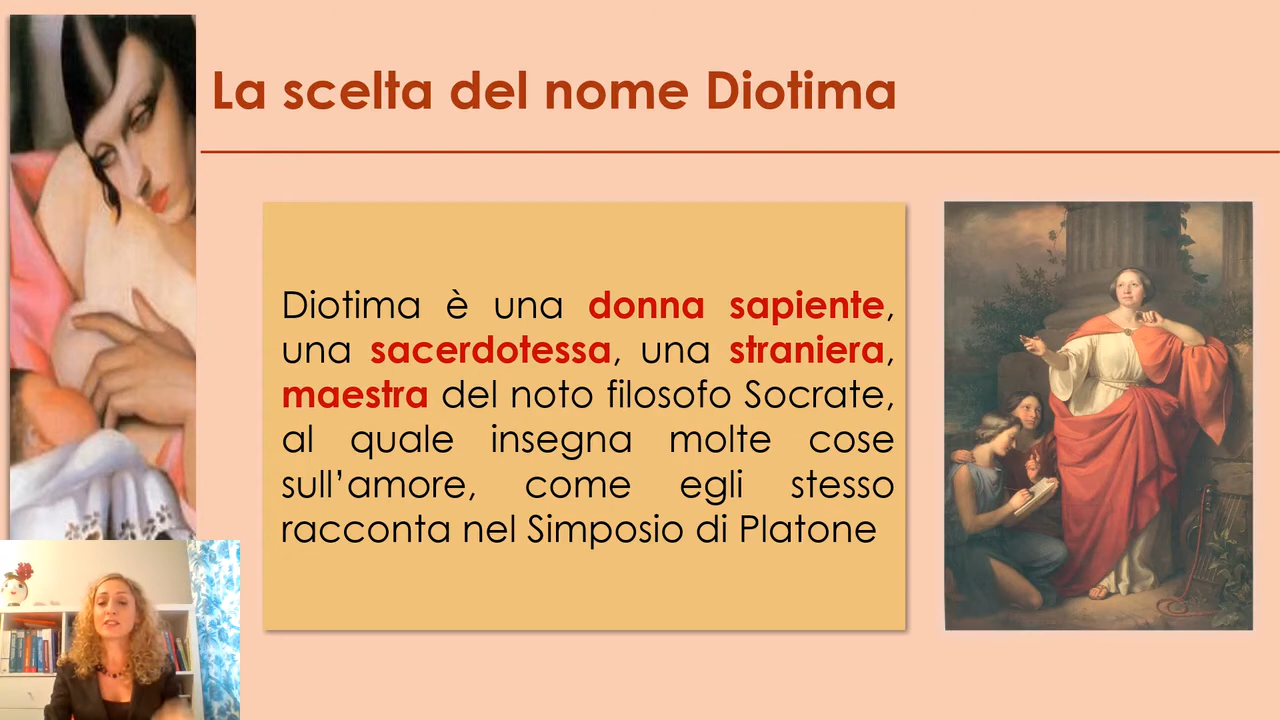 La scelta del nome Diotima
Diotima è una donna sapiente,
una sacerdotessa, una straniera,
maestra del noto filosofo Socrate,
al quale insegna molte cose
sull’amore, come egli stesso
racconta nel Simposio di Platone